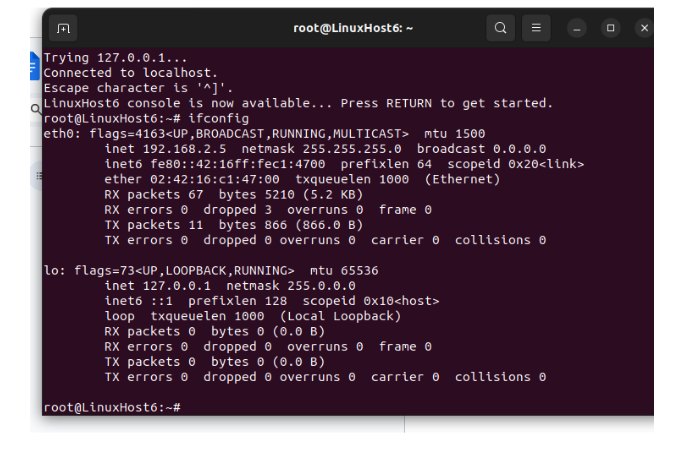 root@LinuxHost6: ~
Trying 127.0.0.1...
Connected to localhost.
Escape character is '^]'.
LinuxHost6 console is now available... Press RETURN to get started.
root@LinuxHost6:~# ifconfig
eth0: flags=4163<UP,BROADCAST,RUNNING,MULTICAST>  mtu 1500
        inet 192.168.2.5  netmask 255.255.255.0  broadcast 0.0.0.0
        inet6 fe80::42:16ff:fec1:4700  prefixlen 64  scopeid 0x20<link>
        ether 02:42:16:c1:47:00  txqueuelen 1000  (Ethernet)
        RX packets 67  bytes 5210 (5.2 KB)
        RX errors 0  dropped 3  overruns 0  frame 0
        TX packets 11  bytes 866 (866.0 B)
        TX errors 0  dropped 0 overruns 0  carrier 0  collisions 0
lo: flags=73<UP,LOOPBACK,RUNNING>  mtu 65536
        inet 127.0.0.1  netmask 255.0.0.0
        inet6 ::1  prefixlen 128  scopeid 0x10<host>
        loop  txqueuelen 1000  (Local Loopback)
        RX packets 0  bytes 0 (0.0 B)
        RX errors 0  dropped 0  overruns 0  frame 0
        TX packets 0  bytes 0 (0.0 B)
        TX errors 0  dropped 0 overruns 0  carrier 0  collisions 0
root@LinuxHost6:~#